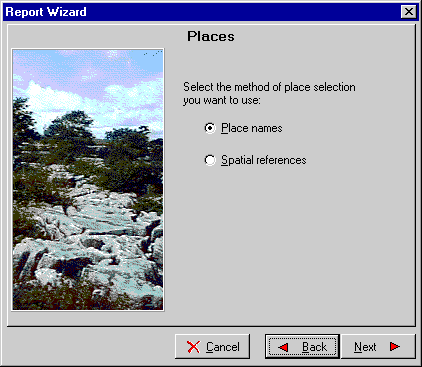 Report Wizard
Places
Select the method of place selection
you want to use:
Place names
Spatial references
Cancel
Back
Next